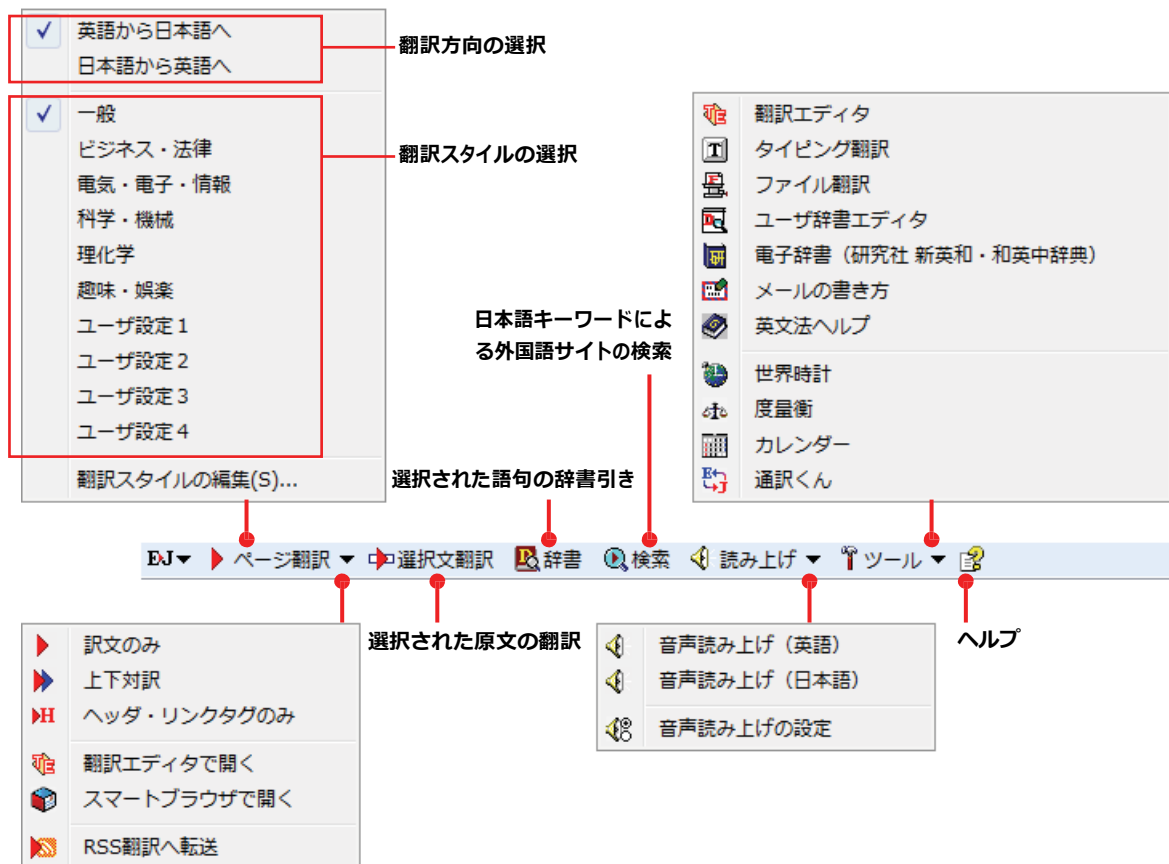 英語から日本語へ
日本語から英語へ
翻訳方向の選択
一般
ビジネス・法律
電気・電子・情報
科学・機械
理化学
趣味・娯楽
ユーザ設定1
ユーザ設定2
ユーザ設定3
ユーザ設定4
翻訳スタイルの編集(S)...
翻訳スタイルの選択
翻訳エディタ
タイピング翻訳
ファイル翻訳
ユーザ辞書エディタ
電子辞書（研究社 新英和・和英中辞典）
メールの書き方
英文法ヘルプ
世界時計
度量衡
カレンダー
通訳くん
日本語キーワードによ
る外国語サイトの検索
選択された語句の辞書引き
EJ ページ翻訳 選択文翻訳 辞書 検索 読み上げ ツール
選択された原文の翻訳
ヘルプ
訳文のみ
上下対訳
ヘッダ・リンクタグのみ
翻訳エディタで開く
スマートブラウザで開く
RSS翻訳へ転送
音声読み上げ（英語）
音声読み上げ（日本語）
音声読み上げの設定